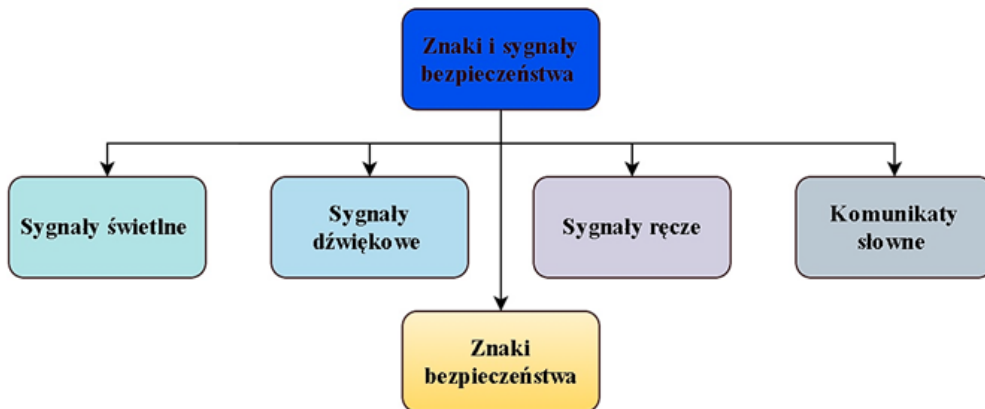 Znaki i sygnały
bezpieczeństwa
Sygnały świetlne
Sygnały
dźwiękowe
Sygnały ręcze
Komunikaty
słowne
Znaki
bezpieczeństwa